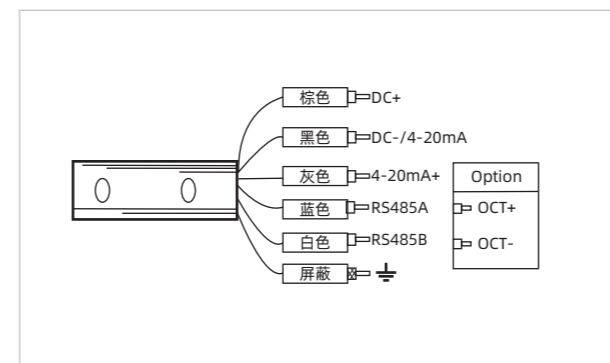 棕色 DC+
黑色 DC-/4-20mA
灰色 4-20mA+
蓝色 RS485A
白色 RS485B
屏蔽
Option
OCT+
OCT-